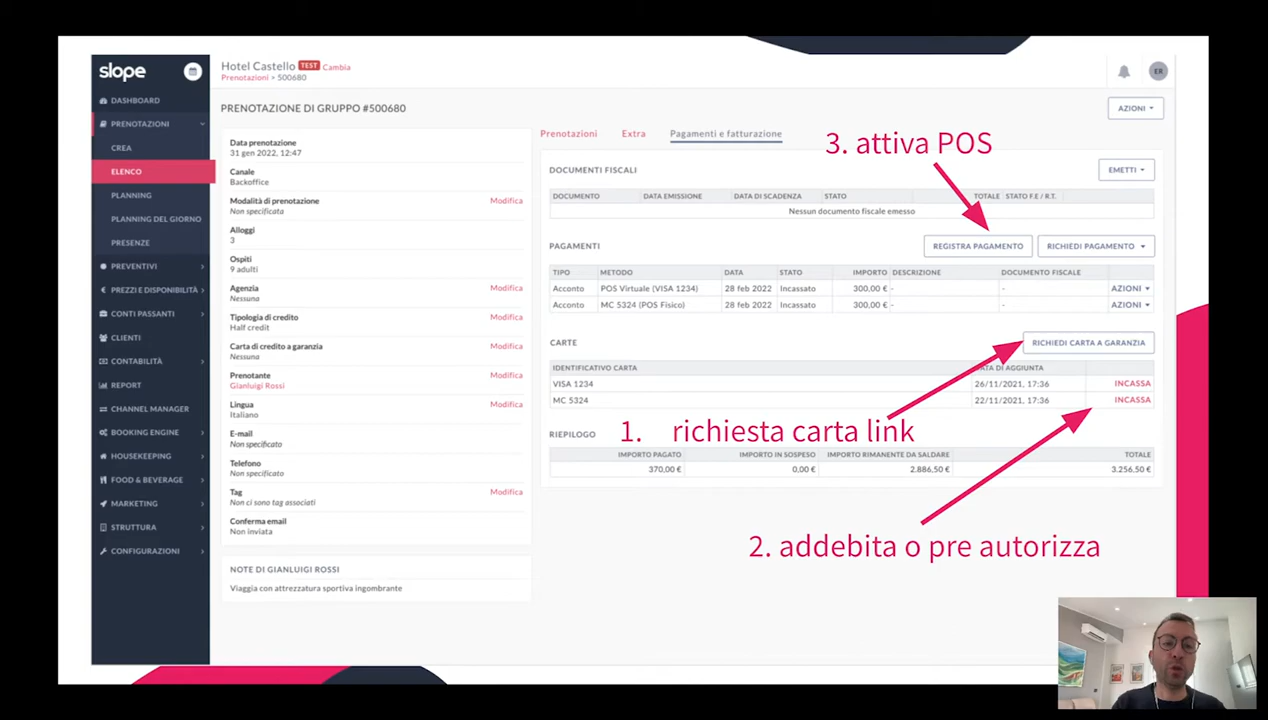 slope
Hotel Castello TEST Cambia
Prenotazioni > 500680
ER
DASHBOARD
PRENOTAZIONI
CREA
ELENCO
PLANNING
PLANNING DEL GIORNO
PRESENZE
PREVENTIVI
PREZZI E DISPONIBILITÀ
CONTI PASSANTI
CLIENTI
CONTABILITÀ
REPORT
CHANNEL MANAGER
BOOKING ENGINE
HOUSEKEEPING
FOOD & BEVERAGE
MARKETING
STRUTTURA
CONFIGURAZIONI
PRENOTAZIONE DI GRUPPO #500680
AZIONI
Data prenotazione
31 gen 2022, 12:47
Canale
Backoffice
Modalità di prenotazione Modifica
Non specificata
Alloggi
3
Ospiti
9 adulti
Agenzia Modifica
Nessuna
Tipologia di credito Modifica
Half credit
Carta di credito a garanzia Modifica
Nessuna
Prenotante Modifica
Gianluigi Rossi
Lingua Modifica
Italiano
E-mail
Non specificato
Telefono
Non specificato
Tag Modifica
Non ci sono tag associati
Conferma email
Non inviata
NOTE DI GIANLUIGI ROSSI
Viaggia con attrezzatura sportiva ingombrante
Prenotazioni Extra Pagamenti e fatturazione
3. attiva POS
DOCUMENTI FISCALI EMETTI
DOCUMENTO DATA EMISSIONE DATA DI SCADENZA STATO TOTALE STATO F.E / R.T.
Nessun documento fiscale emesso
PAGAMENTI REGISTRA PAGAMENTO RICHIEDI PAGAMENTO
TIPO METODO DATA STATO IMPORTO DESCRIZIONE DOCUMENTO FISCALE
Acconto POS Virtuale (VISA 1234) 28 feb 2022 Incassato 300,00 € - - AZIONI
Acconto MC 5324 (POS Fisico) 28 feb 2022 Incassato 300,00 € - - AZIONI
CARTE RICHIEDI CARTA A GARANZIA
IDENTIFICATIVO CARTA DATA DI AGGIUNTA
VISA 1234 26/11/2021, 17:36 INCASSA
MC 5324 22/11/2021, 17:36 INCASSA
1. richiesta carta link
RIEPILOGO
IMPORTO PAGATO IMPORTO IN SOSPESO IMPORTO RIMANENTE DA SALDARE TOTALE
370,00 € 0,00 € 2.886,50 € 3.256,50 €
2. addebita o pre autorizza